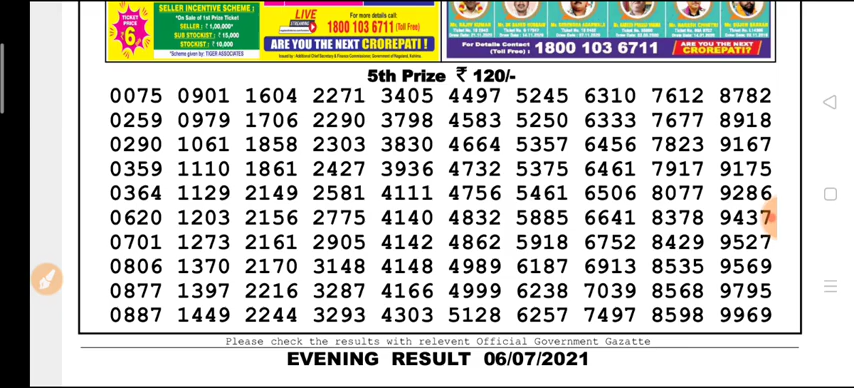 TICKET PRICE ₹6
SELLER INCENTIVE SCHEME :
*On Sale of 1st Prize Ticket
SELLER : ₹ 1,00,000*
SUB STOCKIST : ₹ 15,000
STOCKIST : ₹ 10,000
*Scheme given by: TIGER ASSOCIATES
LIVE STREAMING
For more details call
1800 103 6711 (Toll Free)
ARE YOU THE NEXT CROREPATI !
For Details Contact (Toll Free) : 1800 103 6711
ARE YOU THE NEXT CROREPATI?
5th Prize ₹ 120/-
0075 0901 1604 2271 3405 4497 5245 6310 7612 8782
0259 0979 1706 2290 3798 4583 5250 6333 7677 8918
0290 1061 1858 2303 3830 4664 5357 6456 7823 9167
0359 1110 1861 2427 3936 4732 5375 6461 7917 9175
0364 1129 2149 2581 4111 4756 5461 6506 8077 9286
0620 1203 2156 2775 4140 4832 5885 6641 8378 9437
0701 1273 2161 2905 4142 4862 5918 6752 8429 9527
0806 1370 2170 3148 4148 4989 6187 6913 8535 9569
0877 1397 2216 3287 4166 4999 6238 7039 8568 9795
0887 1449 2244 3293 4303 5128 6257 7497 8598 9969
Please check the results with relevent Official Government Gazatte
EVENING RESULT 06/07/2021